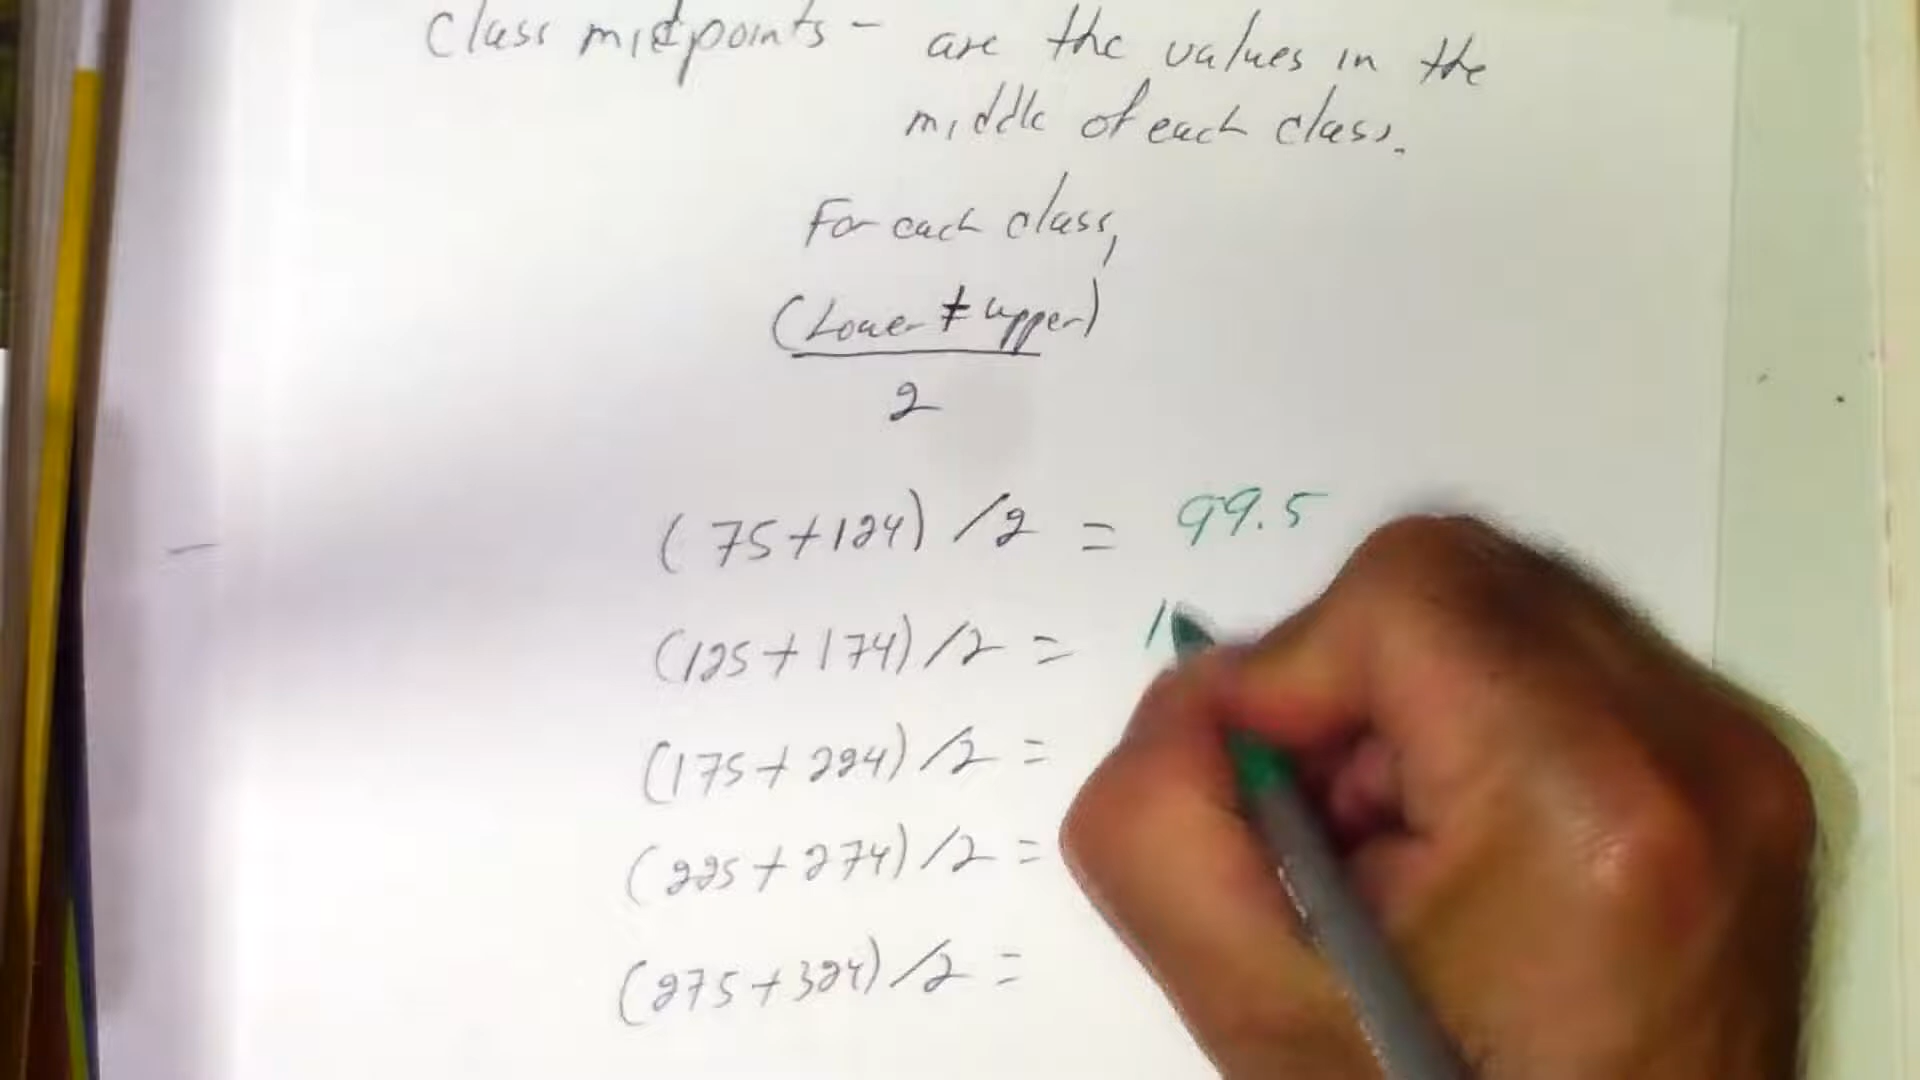 Class midpoints - are the values in the
middle of each class.
For each class,
(Lower + upper)
2
(75+124) /2 = 99.5
(125+174)/2 = 1
(175+224)/2 =
(225+274)/2 =
(275+324)/2 =